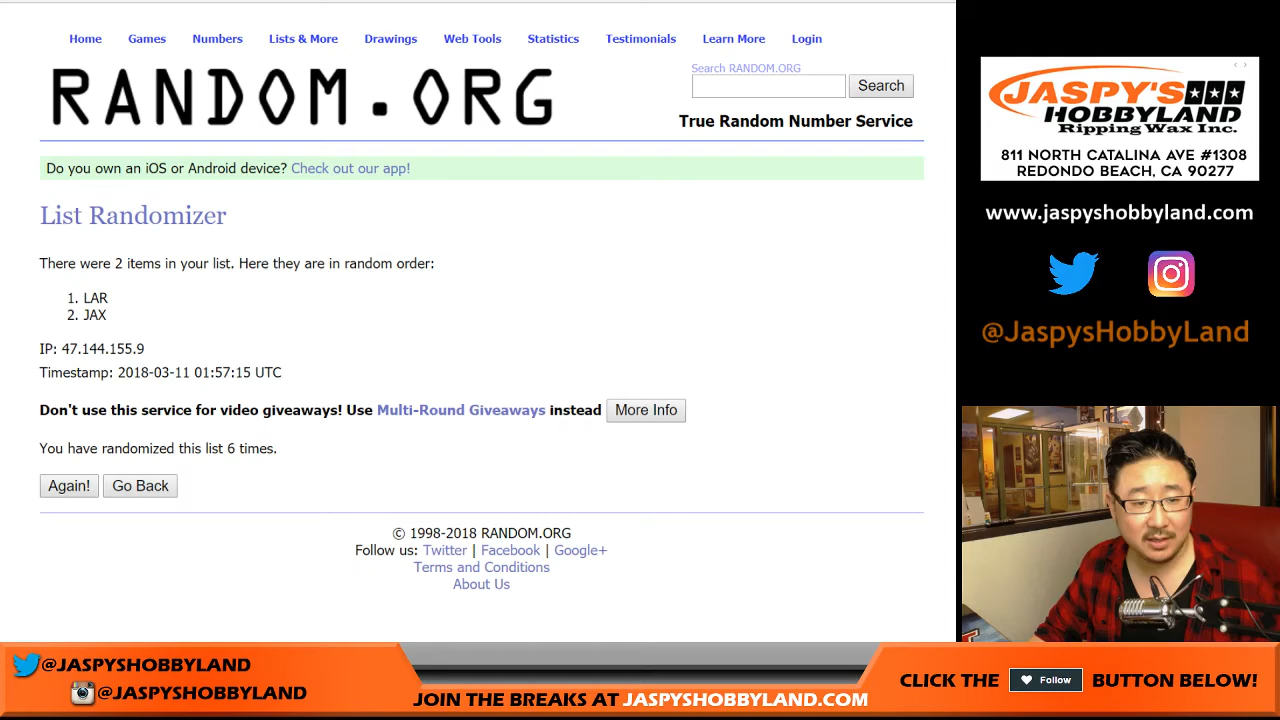 Home Games Numbers Lists & More Drawings Web Tools Statistics Testimonials Learn More Login
RANDOM.ORG
Search RANDOM.ORG
Search
True Random Number Service
Do you own an iOS or Android device? Check out our app!
List Randomizer
There were 2 items in your list. Here they are in random order:
1. LAR
2. JAX
IP: 47.144.155.9
Timestamp: 2018-03-11 01:57:15 UTC
Don't use this service for video giveaways! Use Multi-Round Giveaways instead More Info
You have randomized this list 6 times.
Again! Go Back
© 1998-2018 RANDOM.ORG
Follow us: Twitter | Facebook | Google+
Terms and Conditions
About Us
JASPY'S
HOBBYLAND
Ripping Wax Inc.
811 NORTH CATALINA AVE #1308
REDONDO BEACH, CA 90277
www.jaspyshobbyland.com
@JaspysHobbyLand
@JASPYSHOBBYLAND
@JASPYSHOBBYLAND
JOIN THE BREAKS AT JASPYSHOBBYLAND.COM
CLICK THE Follow BUTTON BELOW!